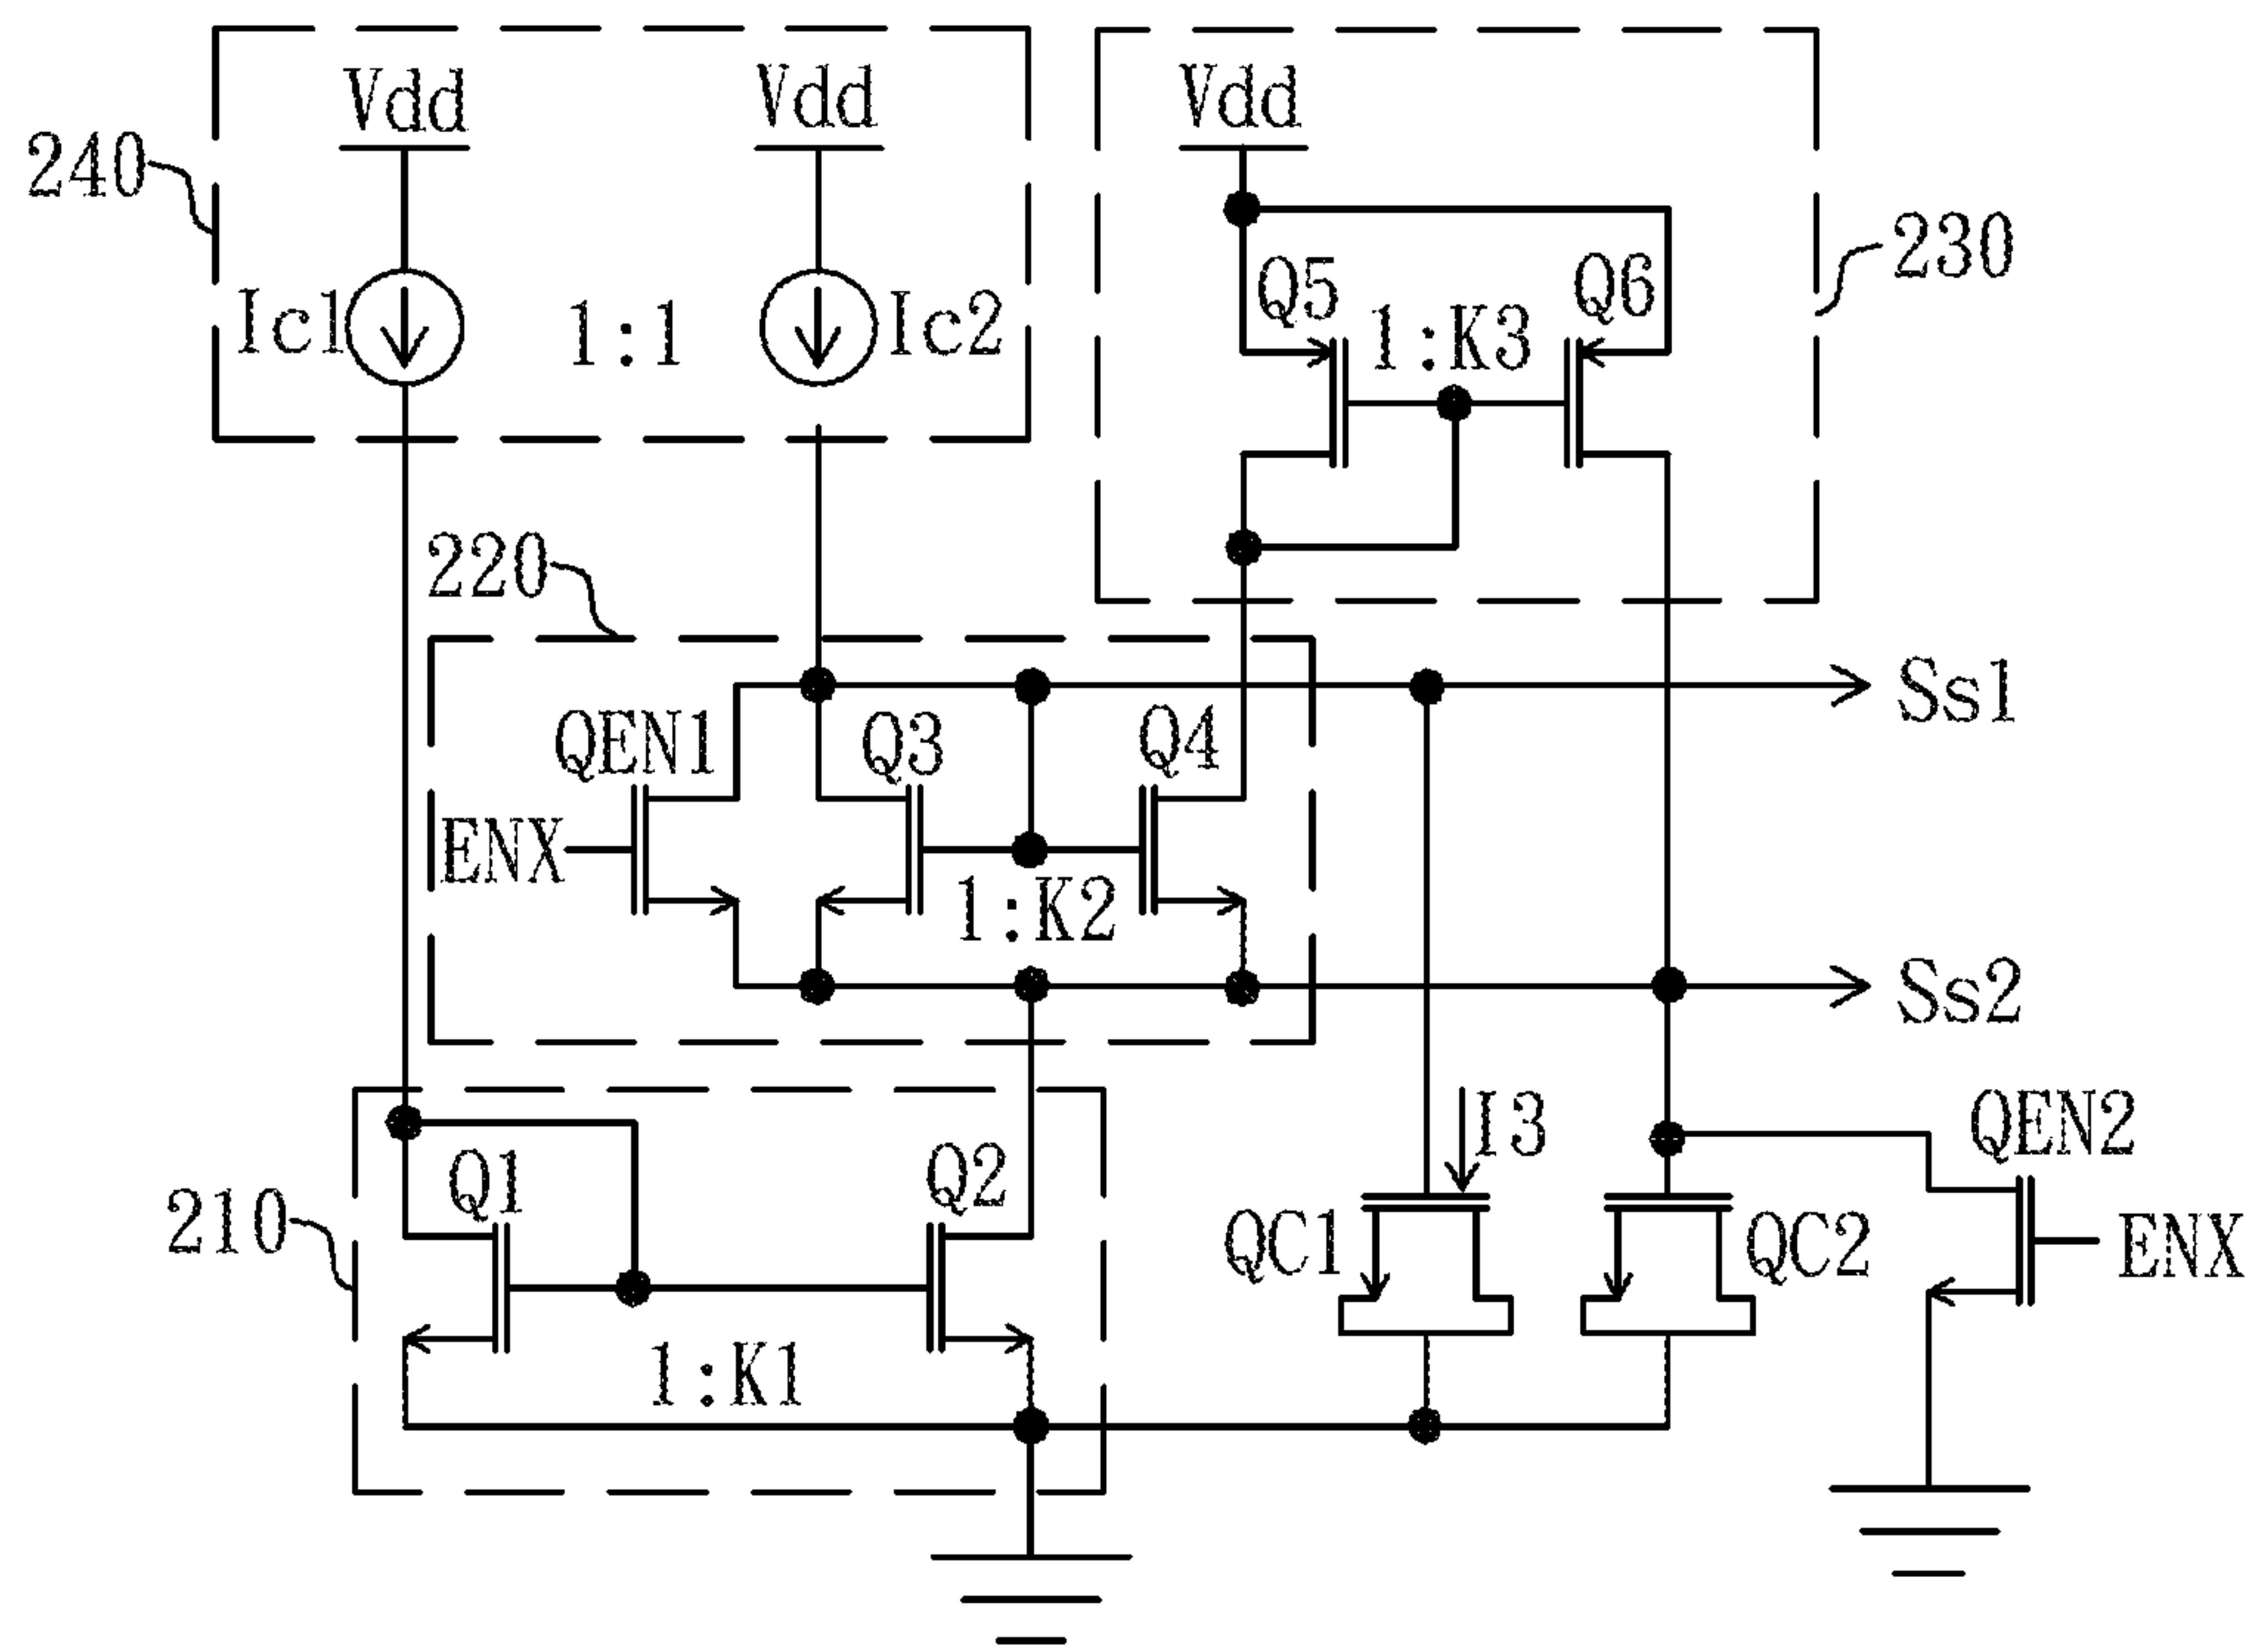 Vdd
Vdd
Vdd
240
230
Q5
Q6
Ic1
1:1
Ic2
1:K3
220
Ss1
QEN1
Q3
Q4
ENX
1:K2
Ss2
I3
QEN2
210
Q1
Q2
QC1
QC2
ENX
1:K1